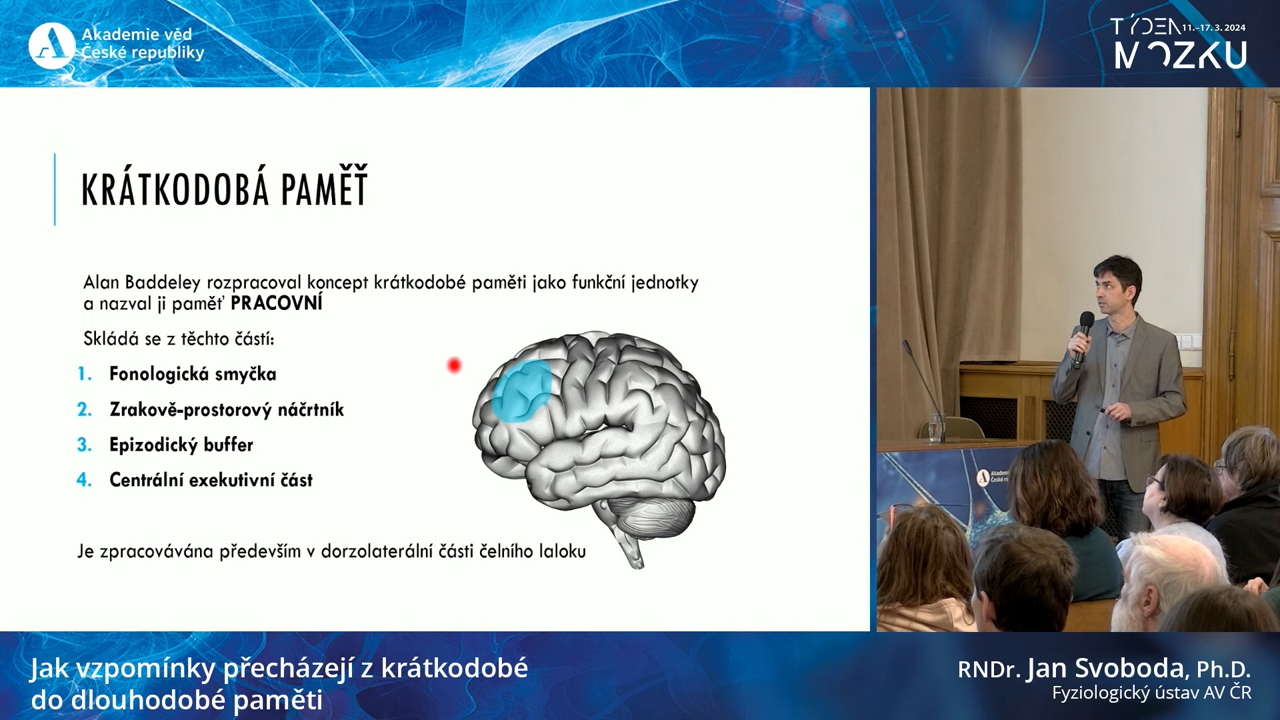 Akademie věd
České republiky
TÝDEN 11.–17. 3. 2024
MOZKU
KRÁTKODOBÁ PAMĚŤ
Alan Baddeley rozpracoval koncept krátkodobé paměti jako funkční jednotky
a nazval ji paměť PRACOVNÍ
Skládá se z těchto částí:
1. Fonologická smyčka
2. Zrakově-prostorový náčrtník
3. Epizodický buffer
4. Centrální exekutivní část
Je zpracovávána především v dorzolaterální části čelního laloku
Jak vzpomínky přecházejí z krátkodobé
do dlouhodobé paměti
RNDr. Jan Svoboda, Ph.D.
Fyziologický ústav AV ČR